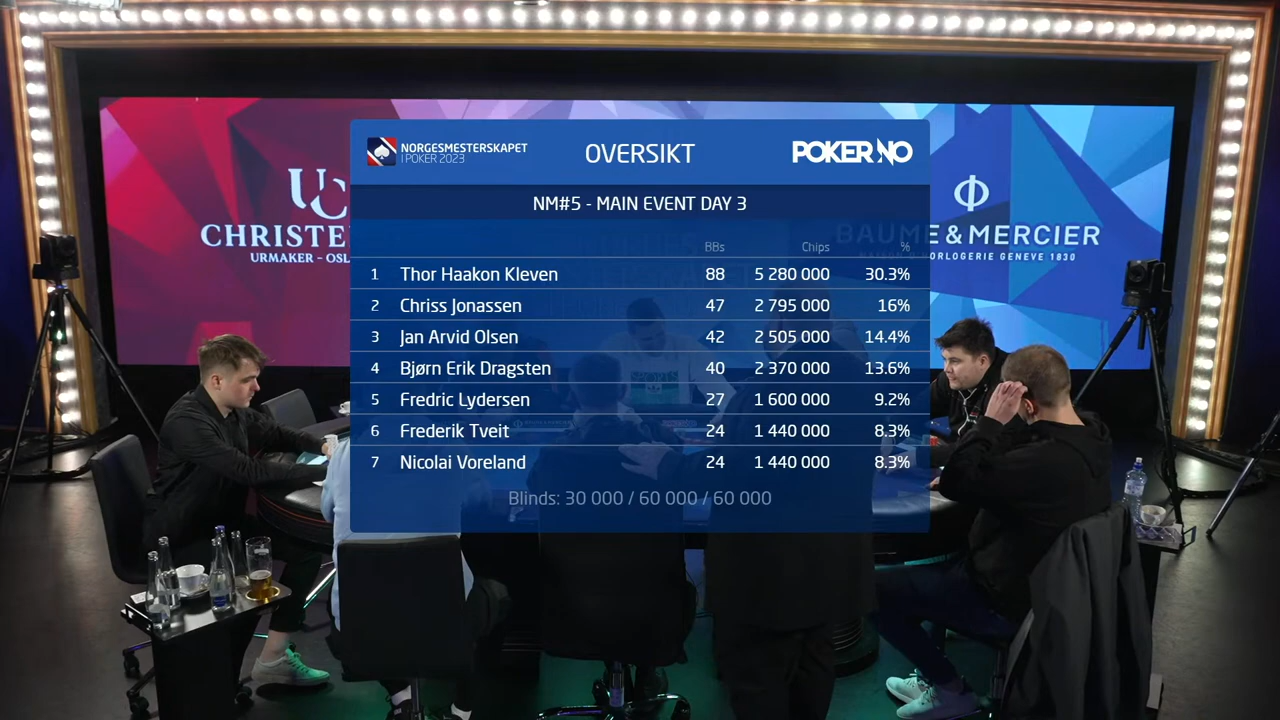 NORGESMESTERSKAPET
I POKER 2023
OVERSIKT
POKER NO
NM#5 - MAIN EVENT DAY 3
BBs Chips %
1 Thor Haakon Kleven 88 5 280 000 30.3%
2 Chriss Jonassen 47 2 795 000 16%
3 Jan Arvid Olsen 42 2 505 000 14.4%
4 Bjørn Erik Dragsten 40 2 370 000 13.6%
5 Fredric Lydersen 27 1 600 000 9.2%
6 Frederik Tveit 24 1 440 000 8.3%
7 Nicolai Voreland 24 1 440 000 8.3%
Blinds: 30 000 / 60 000 / 60 000
UC
CHRISTE
URMAKER - OSL
BAUME & MERCIER
HORLOGERIE GENEVE 1830